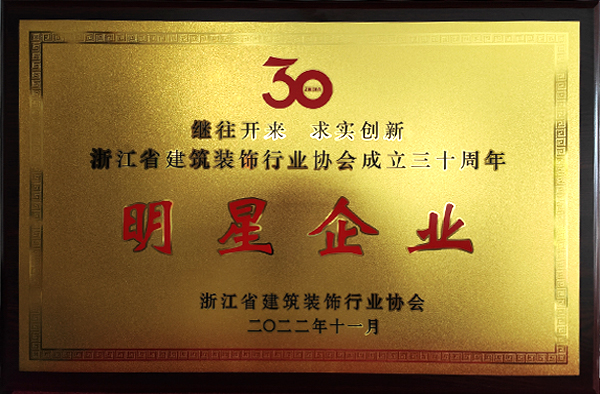 30
继往开来 求实创新
浙江省建筑装饰行业协会成立三十周年
明星企业
浙江省建筑装饰行业协会
二〇二二年十一月